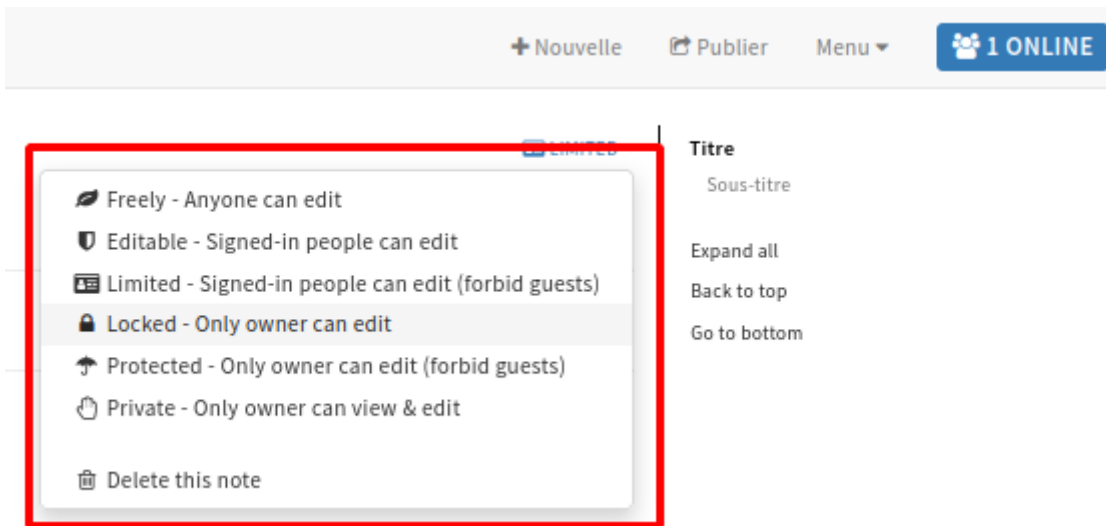 Nouvelle Publier Menu 1 ONLINE
LIMITED
Freely - Anyone can edit
Editable - Signed-in people can edit
Limited - Signed-in people can edit (forbid guests)
Locked - Only owner can edit
Protected - Only owner can edit (forbid guests)
Private - Only owner can view & edit
Delete this note
Titre
Sous-titre
Expand all
Back to top
Go to bottom